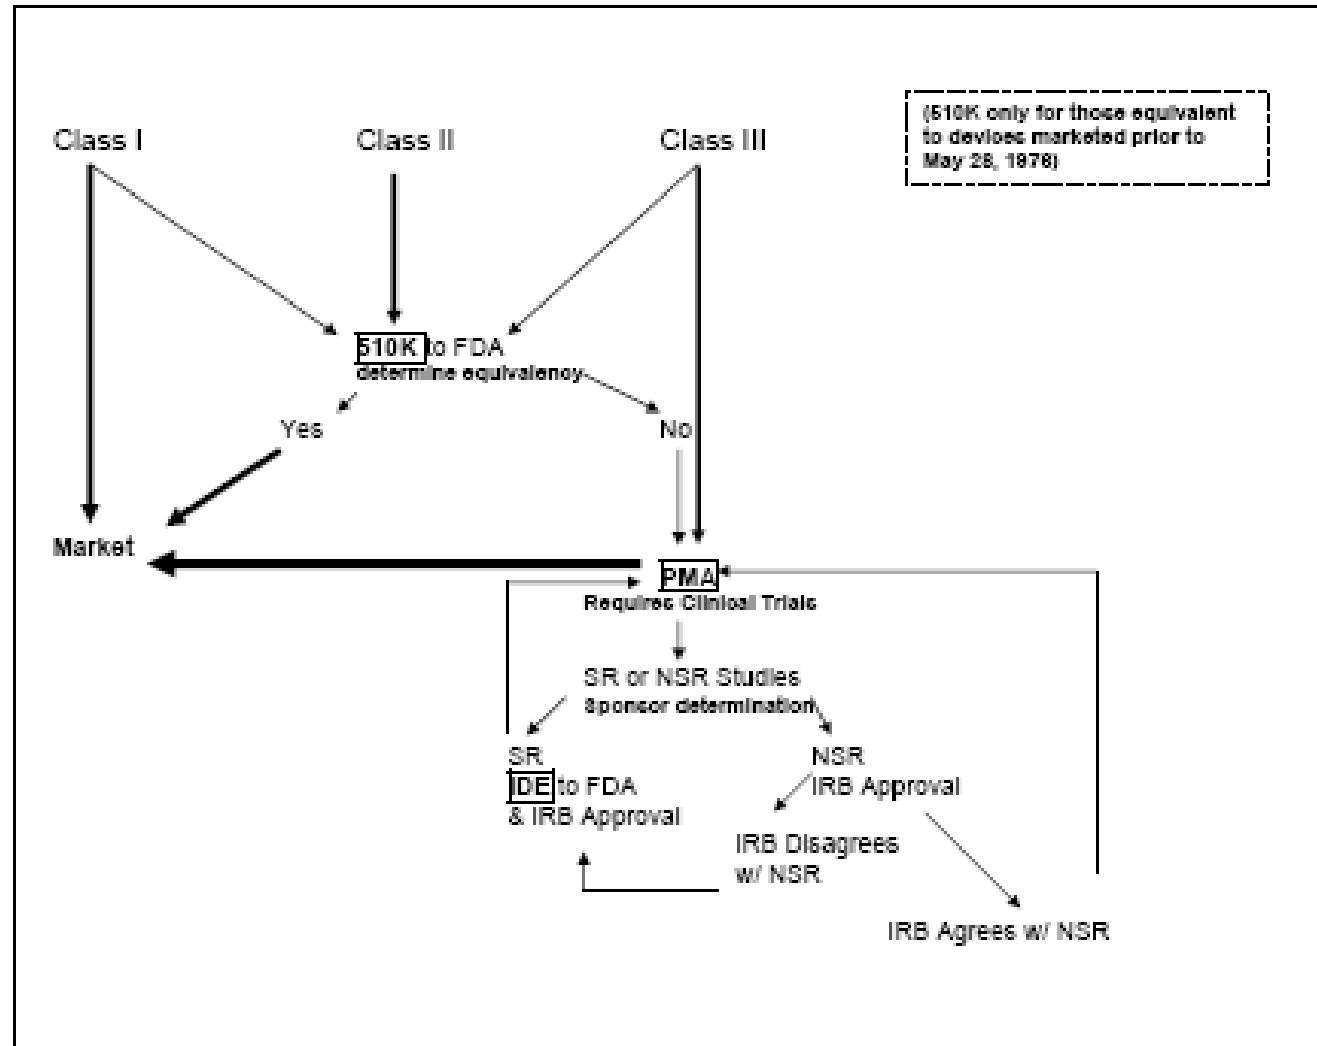 Class I
Class II
Class III
(510K only for those equivalent
to devices marketed prior to
May 28, 1976)
510K to FDA
determine equivalency
Yes
No
Market
PMA
Requires Clinical Trials
SR or NSR Studies
Sponsor determination
SR
IDE to FDA
& IRB Approval
NSR
IRB Approval
IRB Disagrees
w/ NSR
IRB Agrees w/ NSR